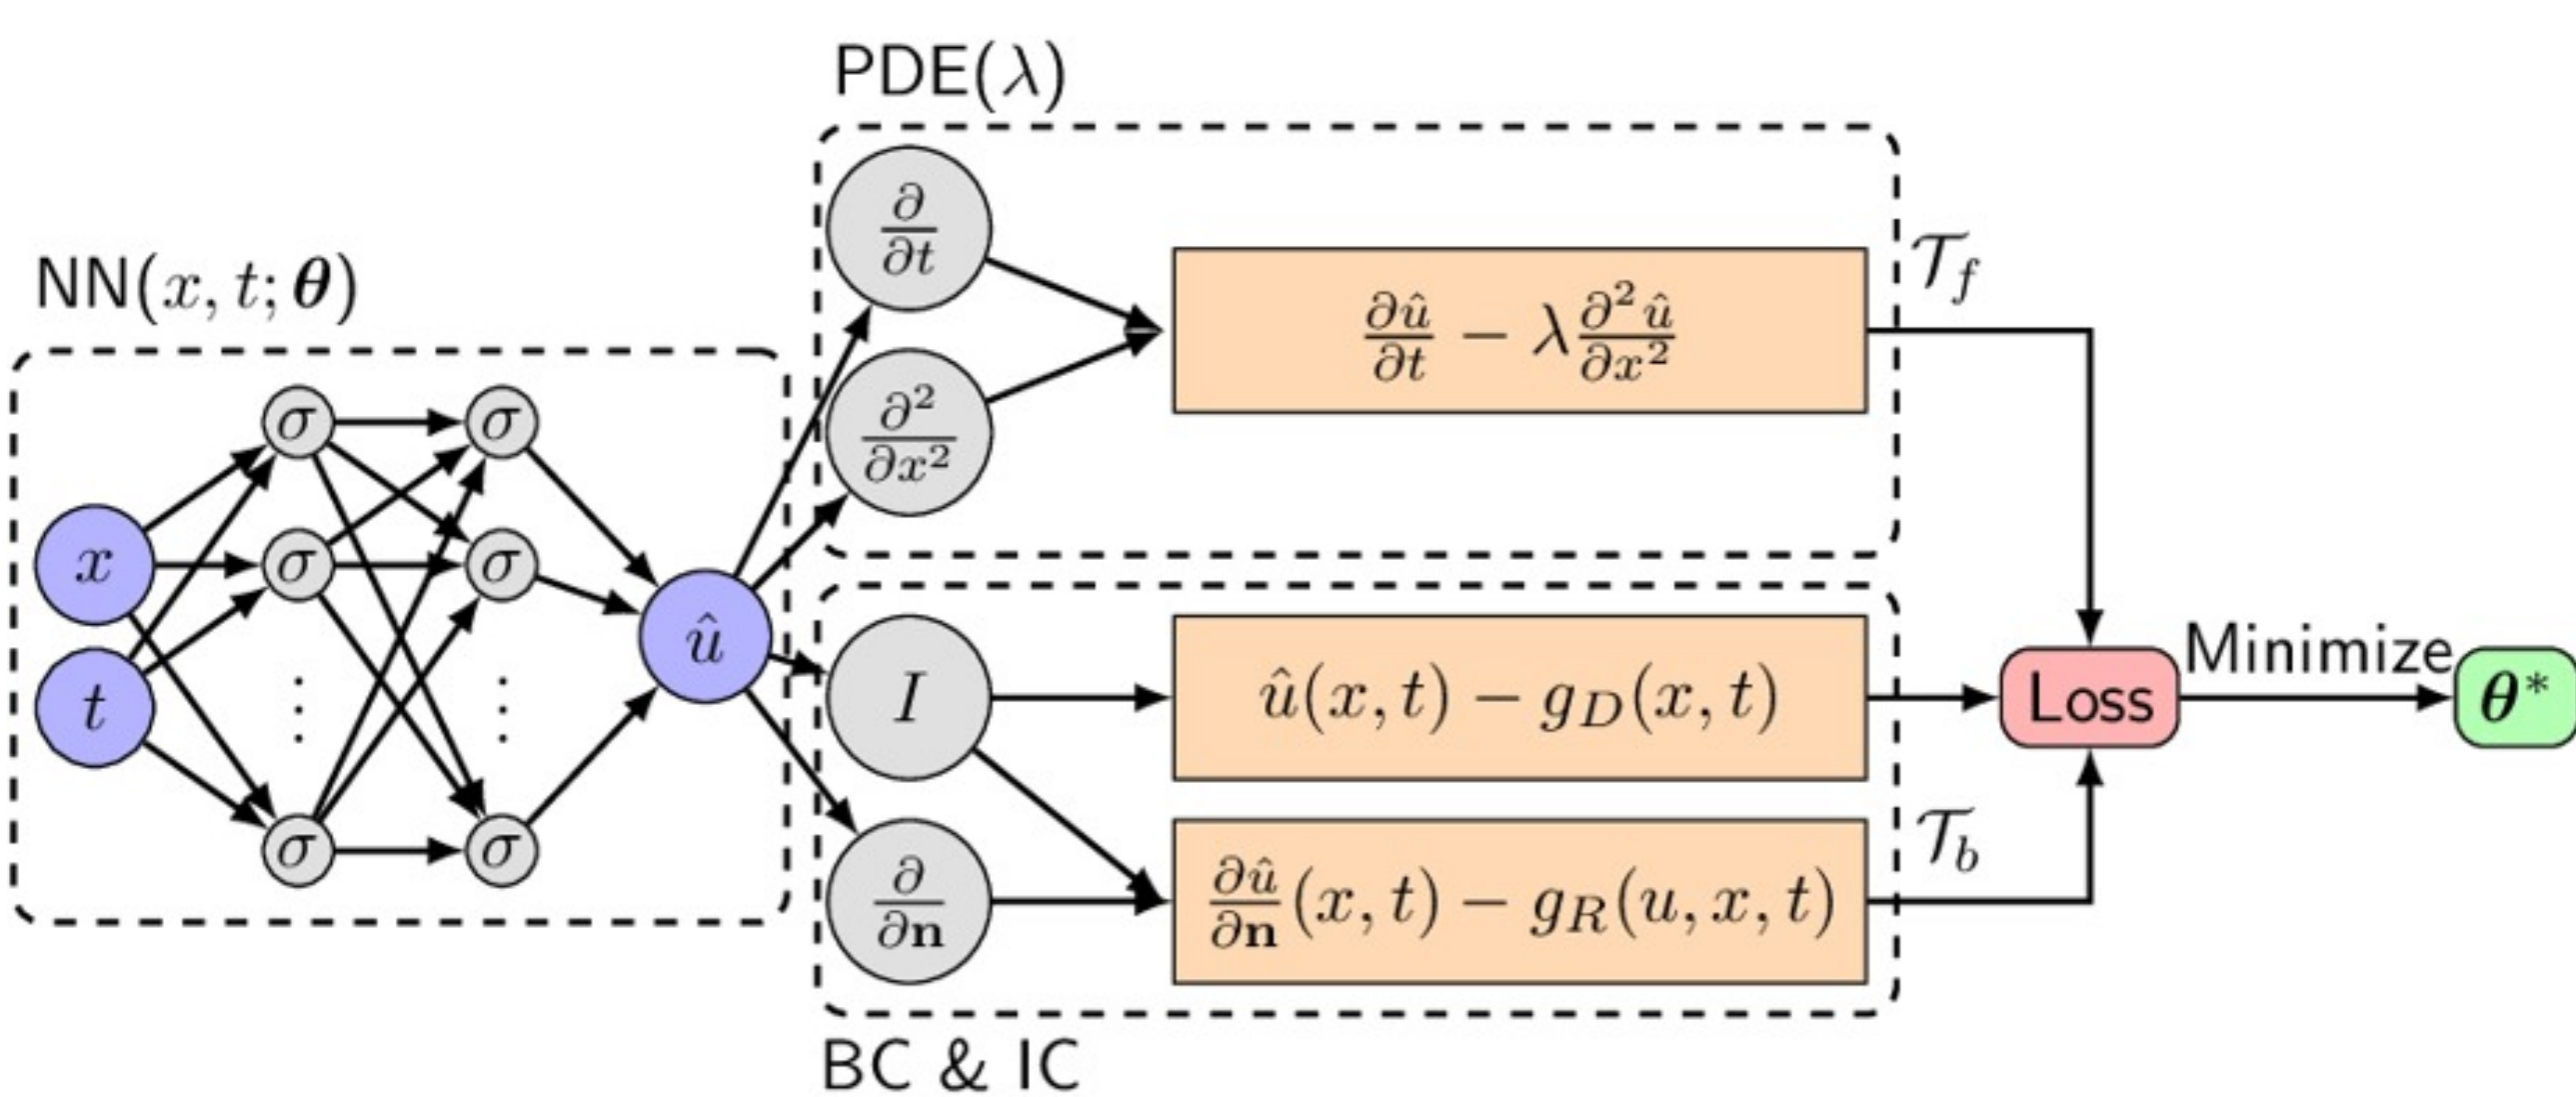 PDE(λ)
∂/∂t
∂²/∂x²
∂û/∂t − λ ∂²û/∂x²
𝒯_f
NN(x, t; θ)
x
t
σ σ
σ σ
⋮ ⋮
σ σ
û
I
∂/∂n
û(x, t) − g_D(x, t)
∂û/∂n(x, t) − g_R(u, x, t)
𝒯_b
BC & IC
Loss
Minimize
θ*